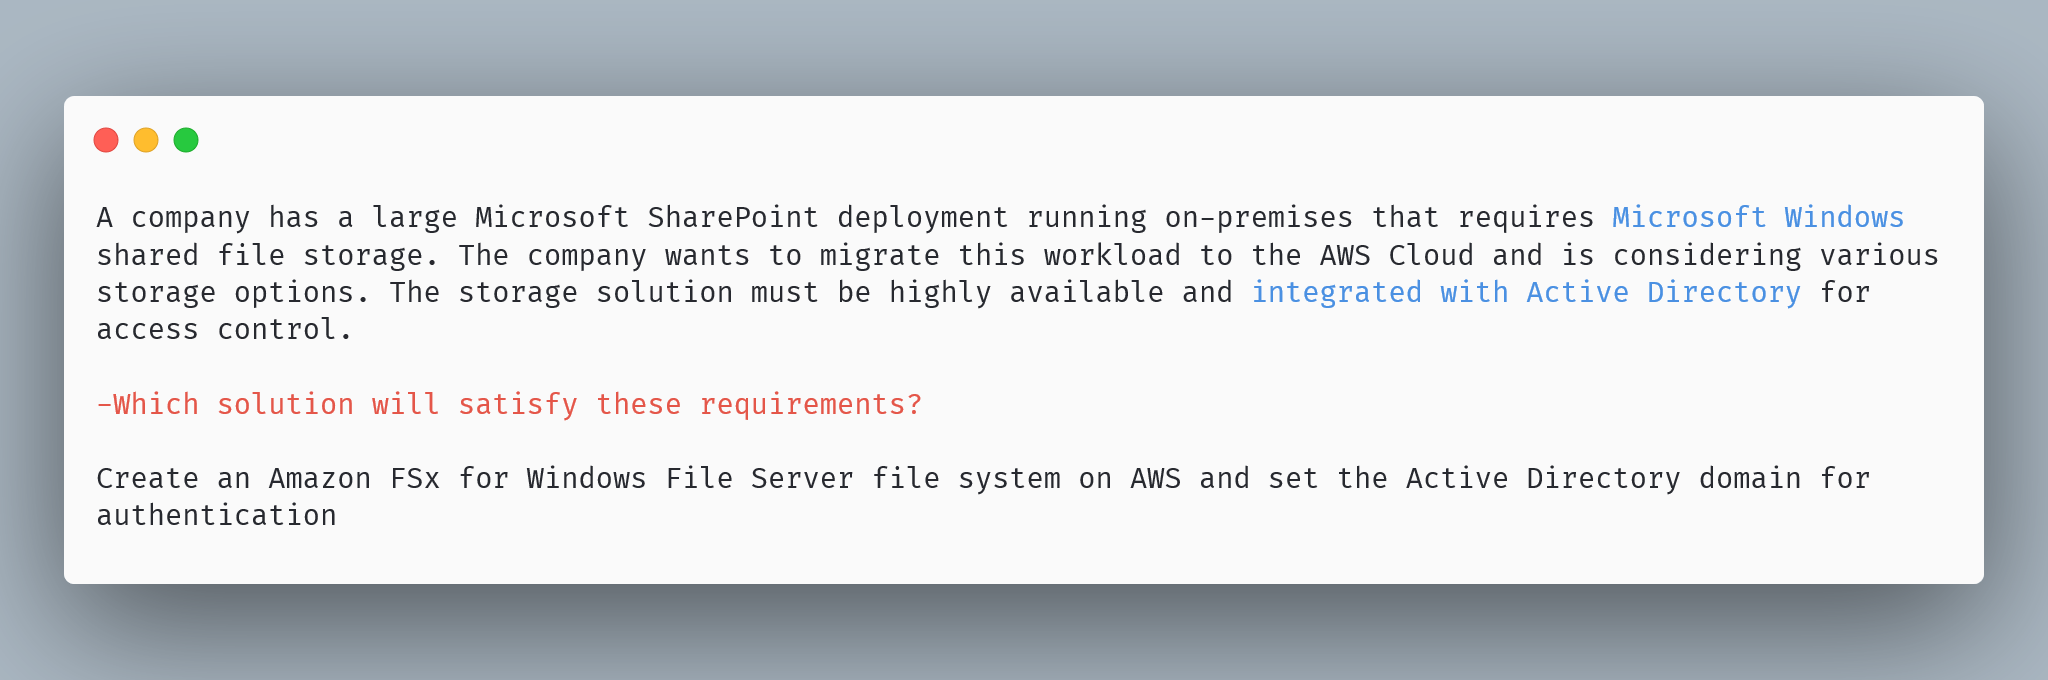 A company has a large Microsoft SharePoint deployment running on-premises that requires Microsoft Windows
shared file storage. The company wants to migrate this workload to the AWS Cloud and is considering various
storage options. The storage solution must be highly available and integrated with Active Directory for
access control.
-Which solution will satisfy these requirements?
Create an Amazon FSx for Windows File Server file system on AWS and set the Active Directory domain for
authentication